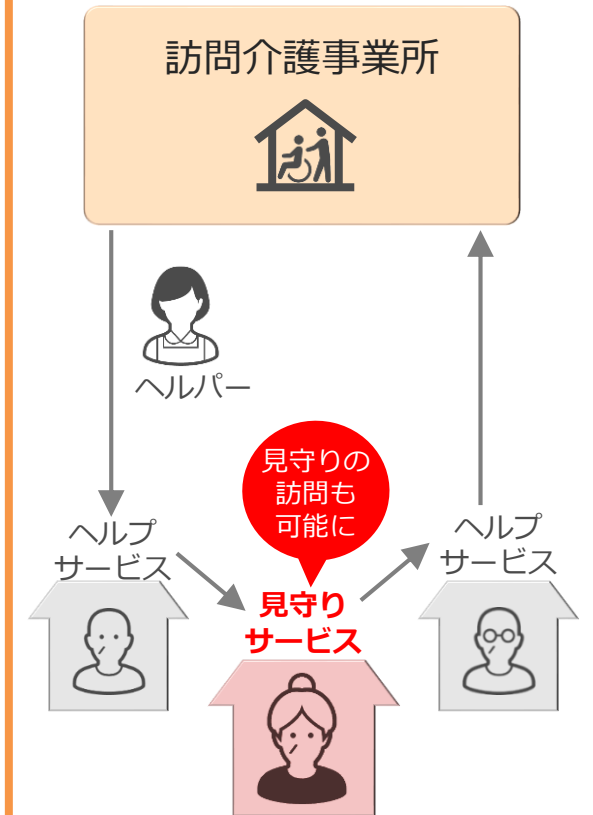 訪問介護事業所
ヘルパー
見守りの
訪問も
可能に
ヘルプ
サービス
見守り
サービス
ヘルプ
サービス